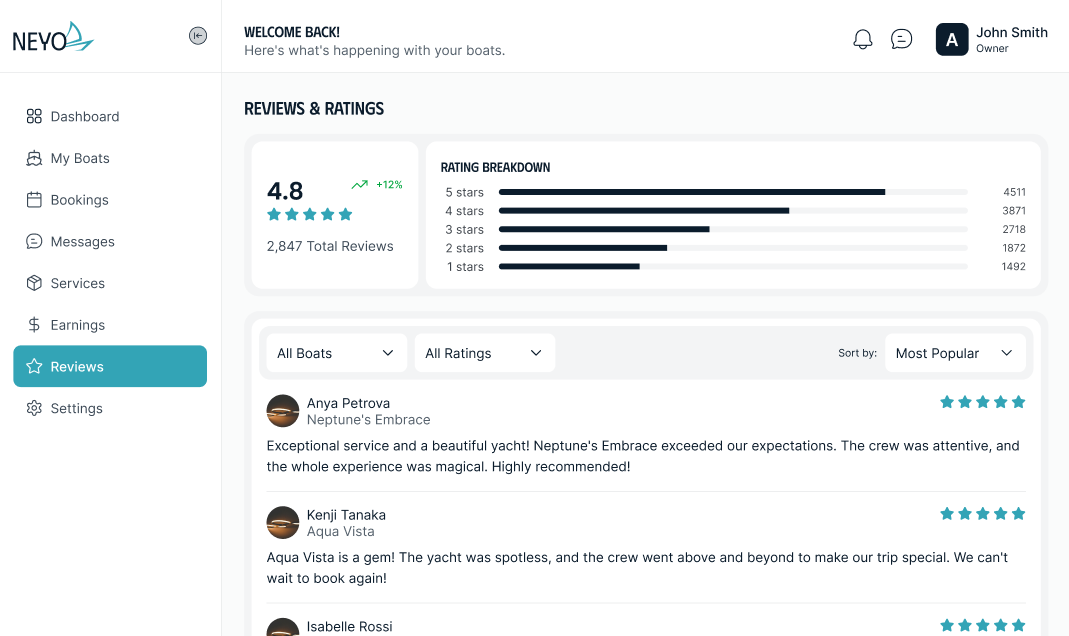 NEYO
WELCOME BACK!
Here's what's happening with your boats.
A
John Smith
Owner
Dashboard
My Boats
Bookings
Messages
Services
Earnings
Reviews
Settings
REVIEWS & RATINGS
4.8
+12%
2,847 Total Reviews
RATING BREAKDOWN
5 stars 4511
4 stars 3871
3 stars 2718
2 stars 1872
1 stars 1492
All Boats
All Ratings
Sort by:
Most Popular
Anya Petrova
Neptune's Embrace
Exceptional service and a beautiful yacht! Neptune's Embrace exceeded our expectations. The crew was attentive, and
the whole experience was magical. Highly recommended!
Kenji Tanaka
Aqua Vista
Aqua Vista is a gem! The yacht was spotless, and the crew went above and beyond to make our trip special. We can't
wait to book again!
Isabelle Rossi